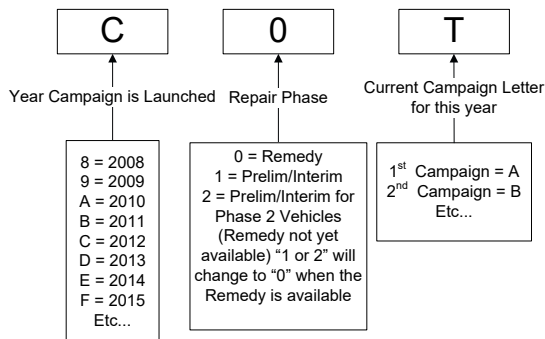 C 0 T
Year Campaign is Launched
Repair Phase
Current Campaign Letter
for this year
8 = 2008
9 = 2009
A = 2010
B = 2011
C = 2012
D = 2013
E = 2014
F = 2015
Etc...
0 = Remedy
1 = Prelim/Interim
2 = Prelim/Interim for
Phase 2 Vehicles
(Remedy not yet
available) “1 or 2” will
change to “0” when the
Remedy is available
1st Campaign = A
2nd Campaign = B
Etc...